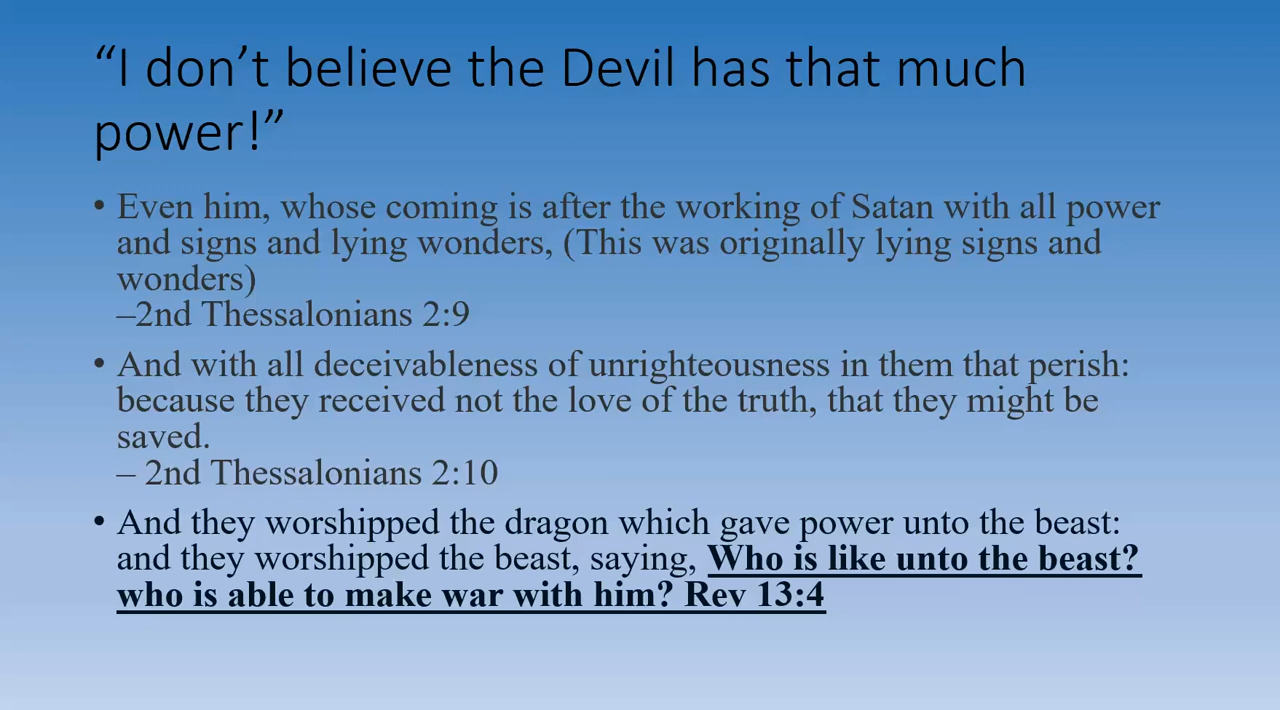 “I don’t believe the Devil has that much
power!”
• Even him, whose coming is after the working of Satan with all power
and signs and lying wonders, (This was originally lying signs and
wonders)
–2nd Thessalonians 2:9
• And with all deceivableness of unrighteousness in them that perish:
because they received not the love of the truth, that they might be
saved.
– 2nd Thessalonians 2:10
• And they worshipped the dragon which gave power unto the beast:
and they worshipped the beast, saying, Who is like unto the beast?
who is able to make war with him? Rev 13:4